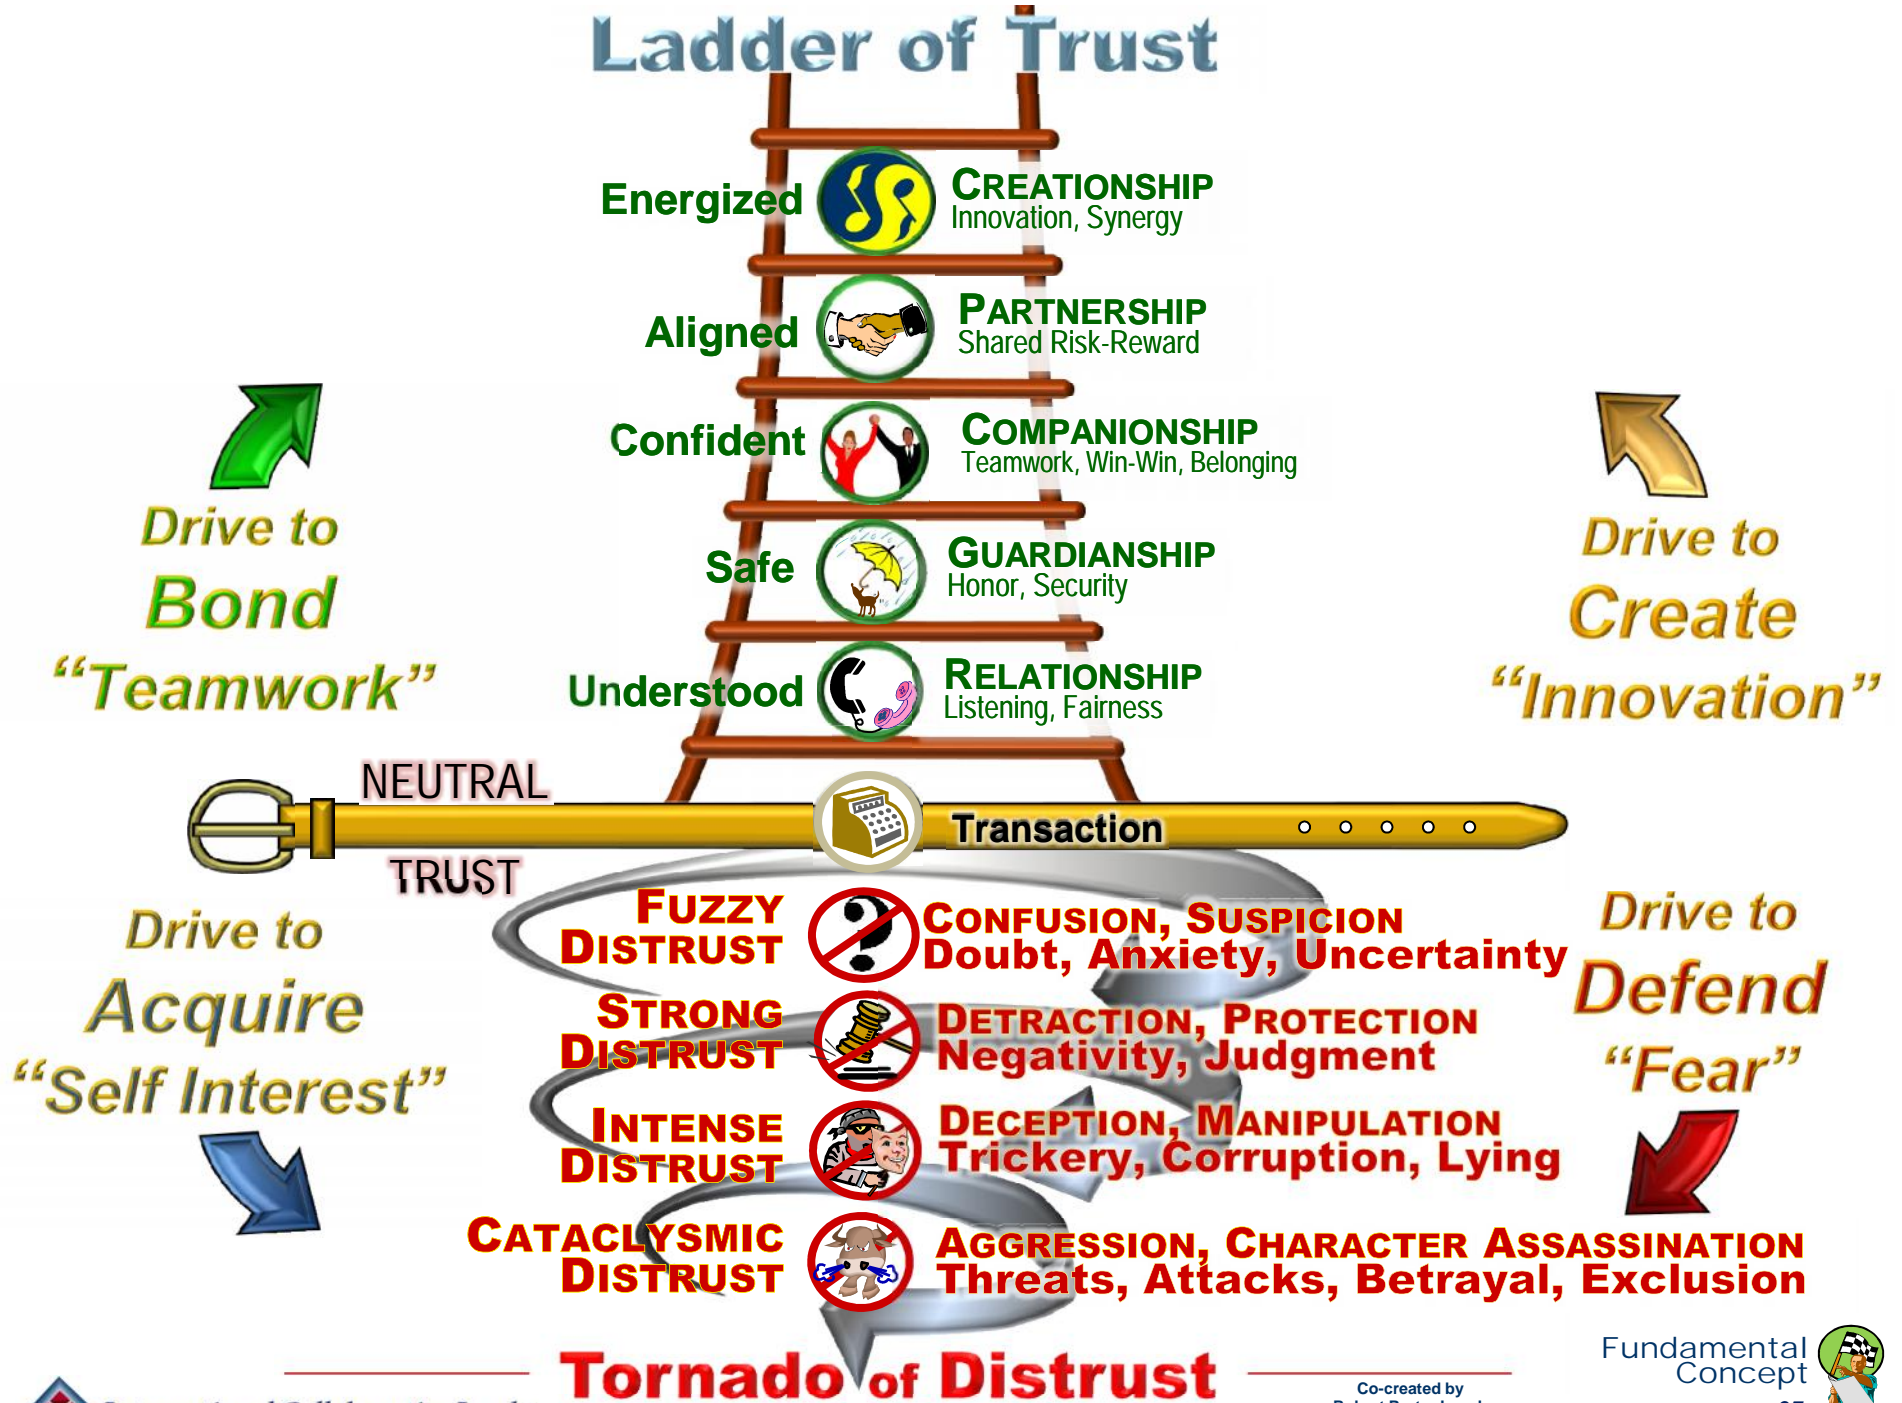 Ladder of Trust
Energized
CREATIONSHIP
Innovation, Synergy
Aligned
PARTNERSHIP
Shared Risk-Reward
Confident
COMPANIONSHIP
Teamwork, Win-Win, Belonging
Safe
GUARDIANSHIP
Honor, Security
Understood
RELATIONSHIP
Listening, Fairness
Drive to
Bond
“Teamwork”
Drive to
Create
“Innovation”
NEUTRAL
TRUST
Transaction
Drive to
Acquire
“Self Interest”
Drive to
Defend
“Fear”
FUZZY
DISTRUST
CONFUSION, SUSPICION
Doubt, Anxiety, Uncertainty
STRONG
DISTRUST
DETRACTION, PROTECTION
Negativity, Judgment
INTENSE
DISTRUST
DECEPTION, MANIPULATION
Trickery, Corruption, Lying
CATACLYSMIC
DISTRUST
AGGRESSION, CHARACTER ASSASSINATION
Threats, Attacks, Betrayal, Exclusion
Tornado of Distrust
Fundamental
Concept
Co-created by